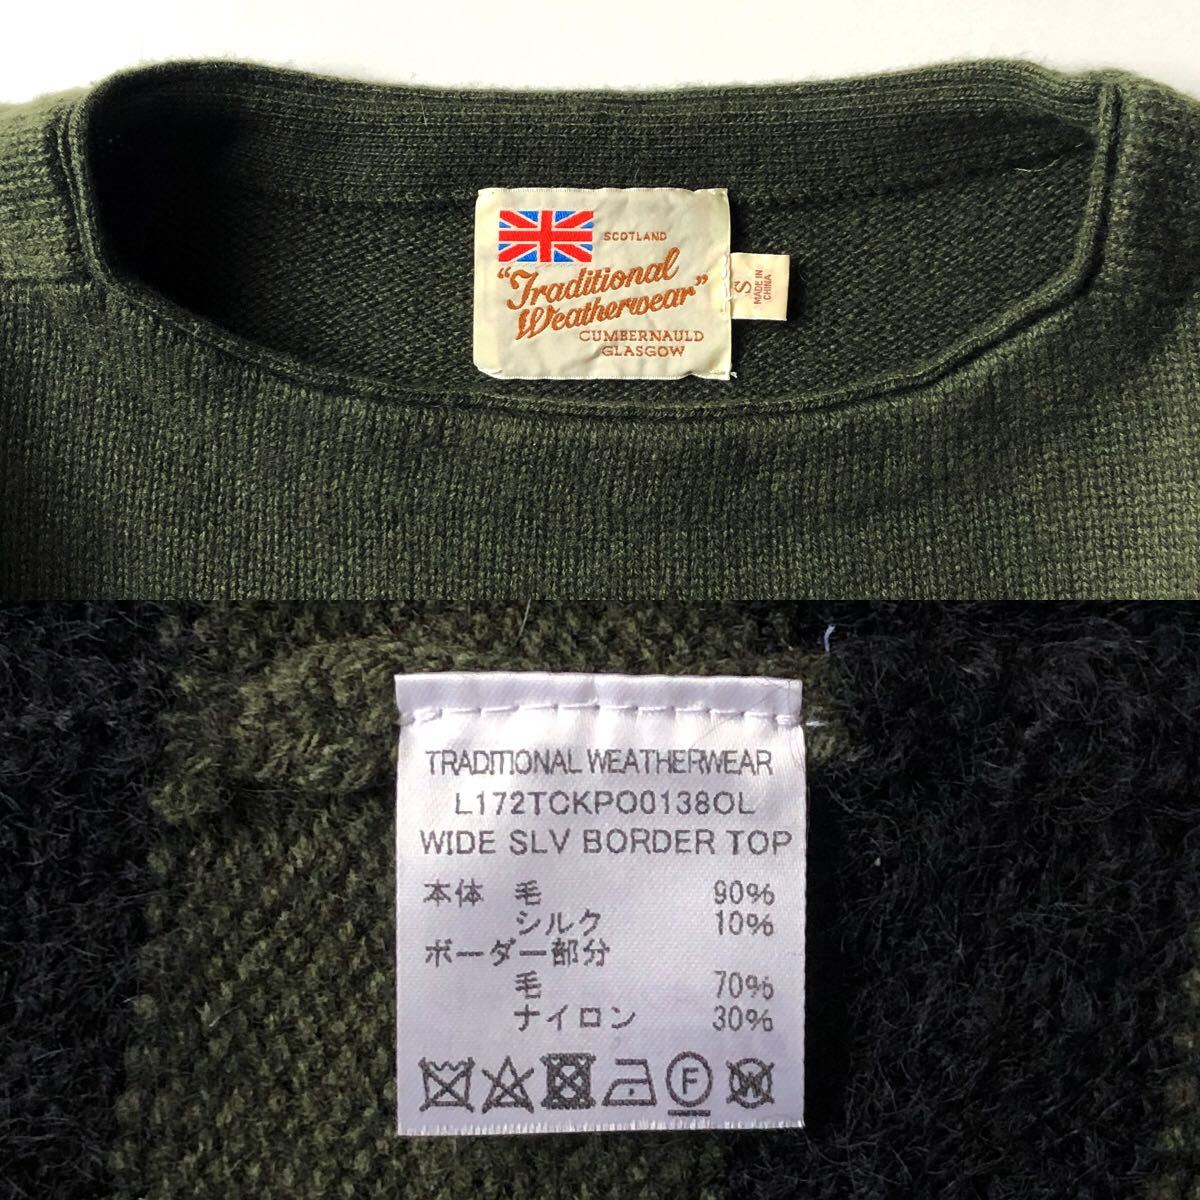 SCOTLAND
"Traditional
Weatherwear"
CUMBERNAULD
GLASGOW
S
MADE IN
CHINA
TRADITIONAL WEATHERWEAR
L172TCKPO0138OL
WIDE SLV BORDER TOP
本体 毛 90%
シルク 10%
ボーダー部分
毛 70%
ナイロン 30%
F
W